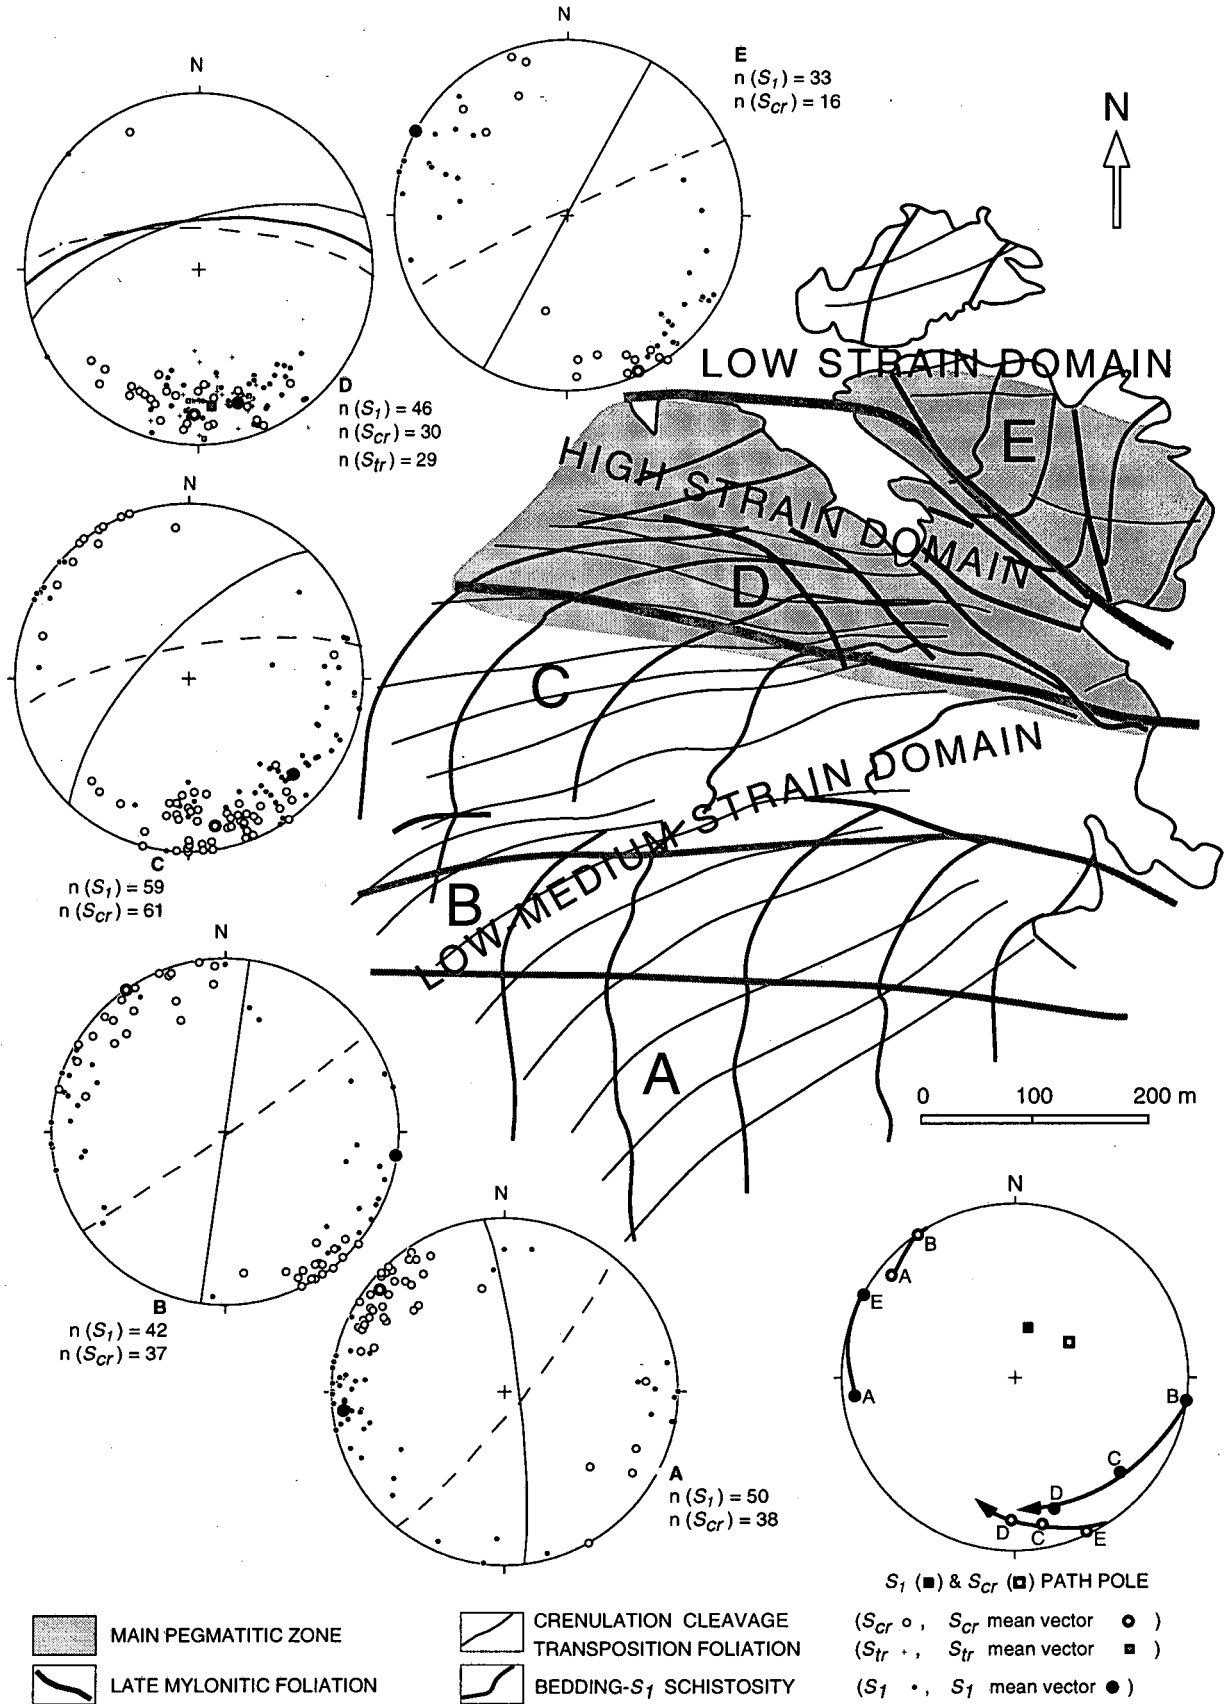 N
E
n (S1) = 33
n (Scr) = 16
N
D
n (S1) = 46
n (Scr) = 30
n (Str) = 29
N
LOW STRAIN DOMAIN
E
HIGH STRAIN DOMAIN
D
N
C
n (S1) = 59
n (Scr) = 61
C
LOW-MEDIUM STRAIN DOMAIN
B
A
0 100 200 m
N
B
n (S1) = 42
n (Scr) = 37
N
A
n (S1) = 50
n (Scr) = 38
N
B
A
E
A
B
C
D
D
C
E
S1 (■) & Scr (◘) PATH POLE
MAIN PEGMATITIC ZONE
LATE MYLONITIC FOLIATION
CRENULATION CLEAVAGE
TRANSPOSITION FOLIATION
BEDDING-S1 SCHISTOSITY
(Scr ○ , Scr mean vector ○ )
(Str + , Str mean vector ◘ )
(S1 • , S1 mean vector ● )